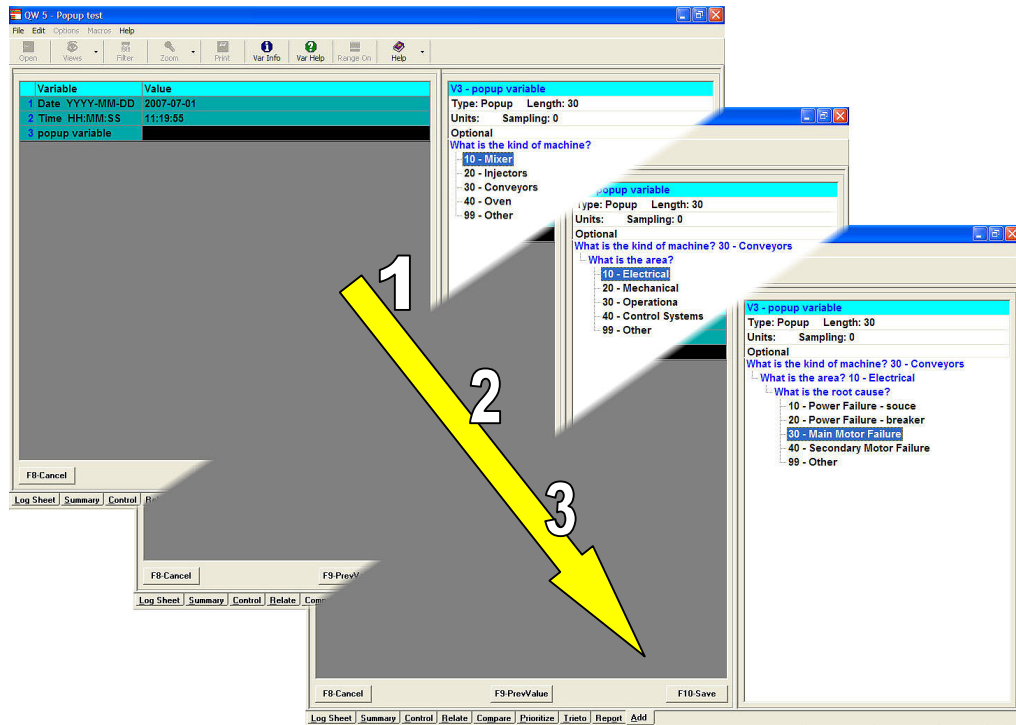 QW 5 - Popup test
File Edit Options Macros Help
Open Views Filter Zoom Print Var Info Var Help Range On Help
Variable Value
1 Date YYYY-MM-DD 2007-07-01
2 Time HH:MM:SS 11:19:55
3 popup variable
V3 - popup variable
Type: Popup Length: 30
Units: Sampling: 0
Optional
What is the kind of machine?
10 - Mixer
20 - Injectors
30 - Conveyors
40 - Oven
99 - Other
F8-Cancel
Log Sheet Summary Control
1
popup variable
Type: Popup Length: 30
Units: Sampling: 0
Optional
What is the kind of machine? 30 - Conveyors
What is the area?
10 - Electrical
20 - Mechanical
30 - Operationa
40 - Control Systems
99 - Other
F8-Cancel F9-PrevV
Log Sheet Summary Control Relate Com
2
V3 - popup variable
Type: Popup Length: 30
Units: Sampling: 0
Optional
What is the kind of machine? 30 - Conveyors
What is the area? 10 - Electrical
What is the root cause?
10 - Power Failure - souce
20 - Power Failure - breaker
30 - Main Motor Failure
40 - Secondary Motor Failure
99 - Other
3
F8-Cancel F9-PrevValue F10-Save
Log Sheet Summary Control Relate Compare Prioritize Trieto Report Add